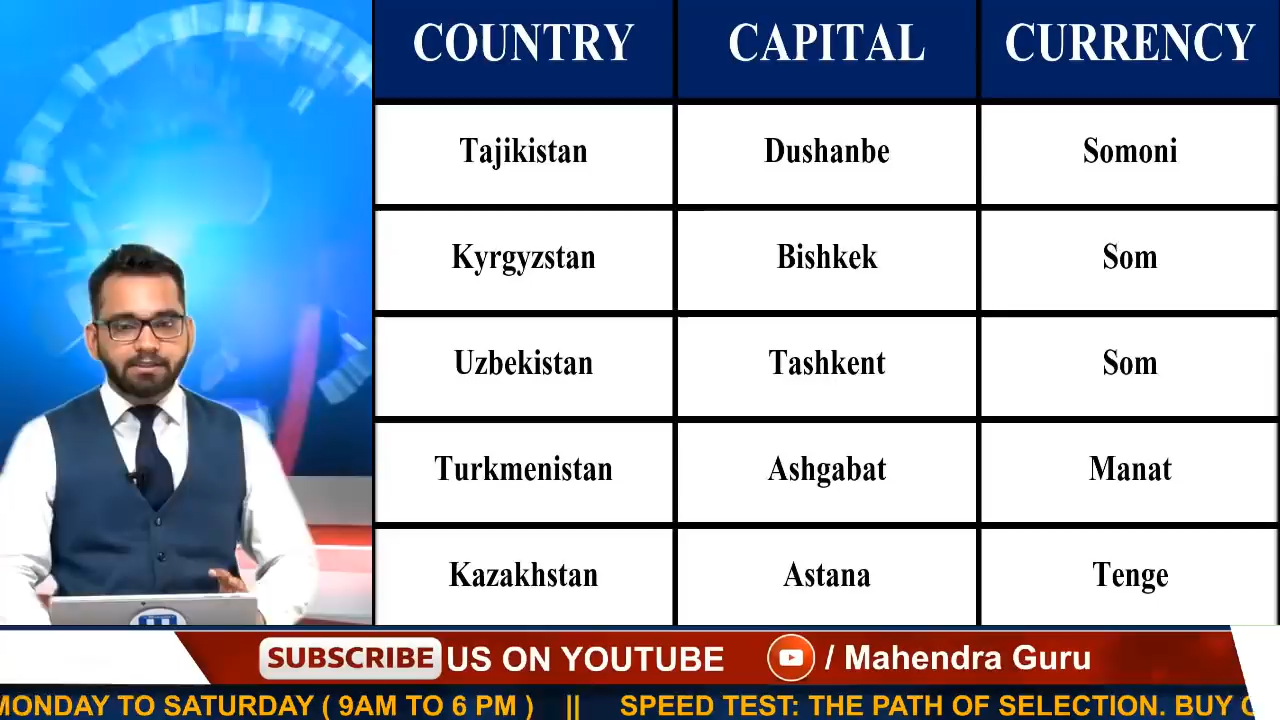 COUNTRY CAPITAL CURRENCY
Tajikistan Dushanbe Somoni
Kyrgyzstan Bishkek Som
Uzbekistan Tashkent Som
Turkmenistan Ashgabat Manat
Kazakhstan Astana Tenge
SUBSCRIBE US ON YOUTUBE / Mahendra Guru
MONDAY TO SATURDAY ( 9AM TO 6 PM ) || SPEED TEST: THE PATH OF SELECTION. BUY